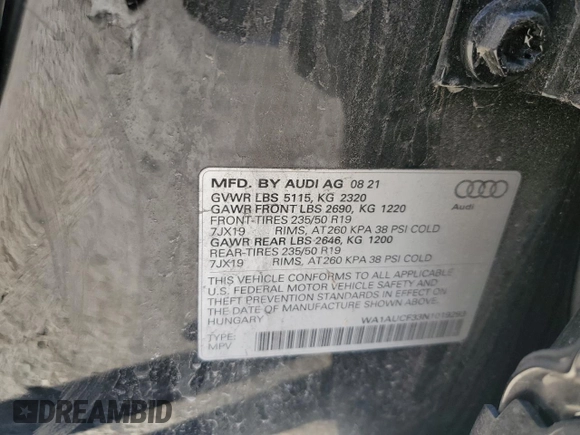 MFD. BY AUDI AG 08 21
GVWR LBS 5115, KG 2320
GAWR FRONT LBS 2690, KG 1220
FRONT-TIRES 235/50 R19
7JX19 RIMS, AT260 KPA 38 PSI COLD
GAWR REAR LBS 2646, KG 1200
REAR-TIRES 235/50 R19
7JX19 RIMS, AT260 KPA 38 PSI COLD
Audi
THIS VEHICLE CONFORMS TO ALL APPLICABLE
U.S. FEDERAL MOTOR VEHICLE SAFETY AND
THEFT PREVENTION STANDARDS IN EFFECT ON
THE DATE OF MANUFACTURE SHOWN ABOVE.
HUNGARY
TYPE:
MPV
DREAMBID